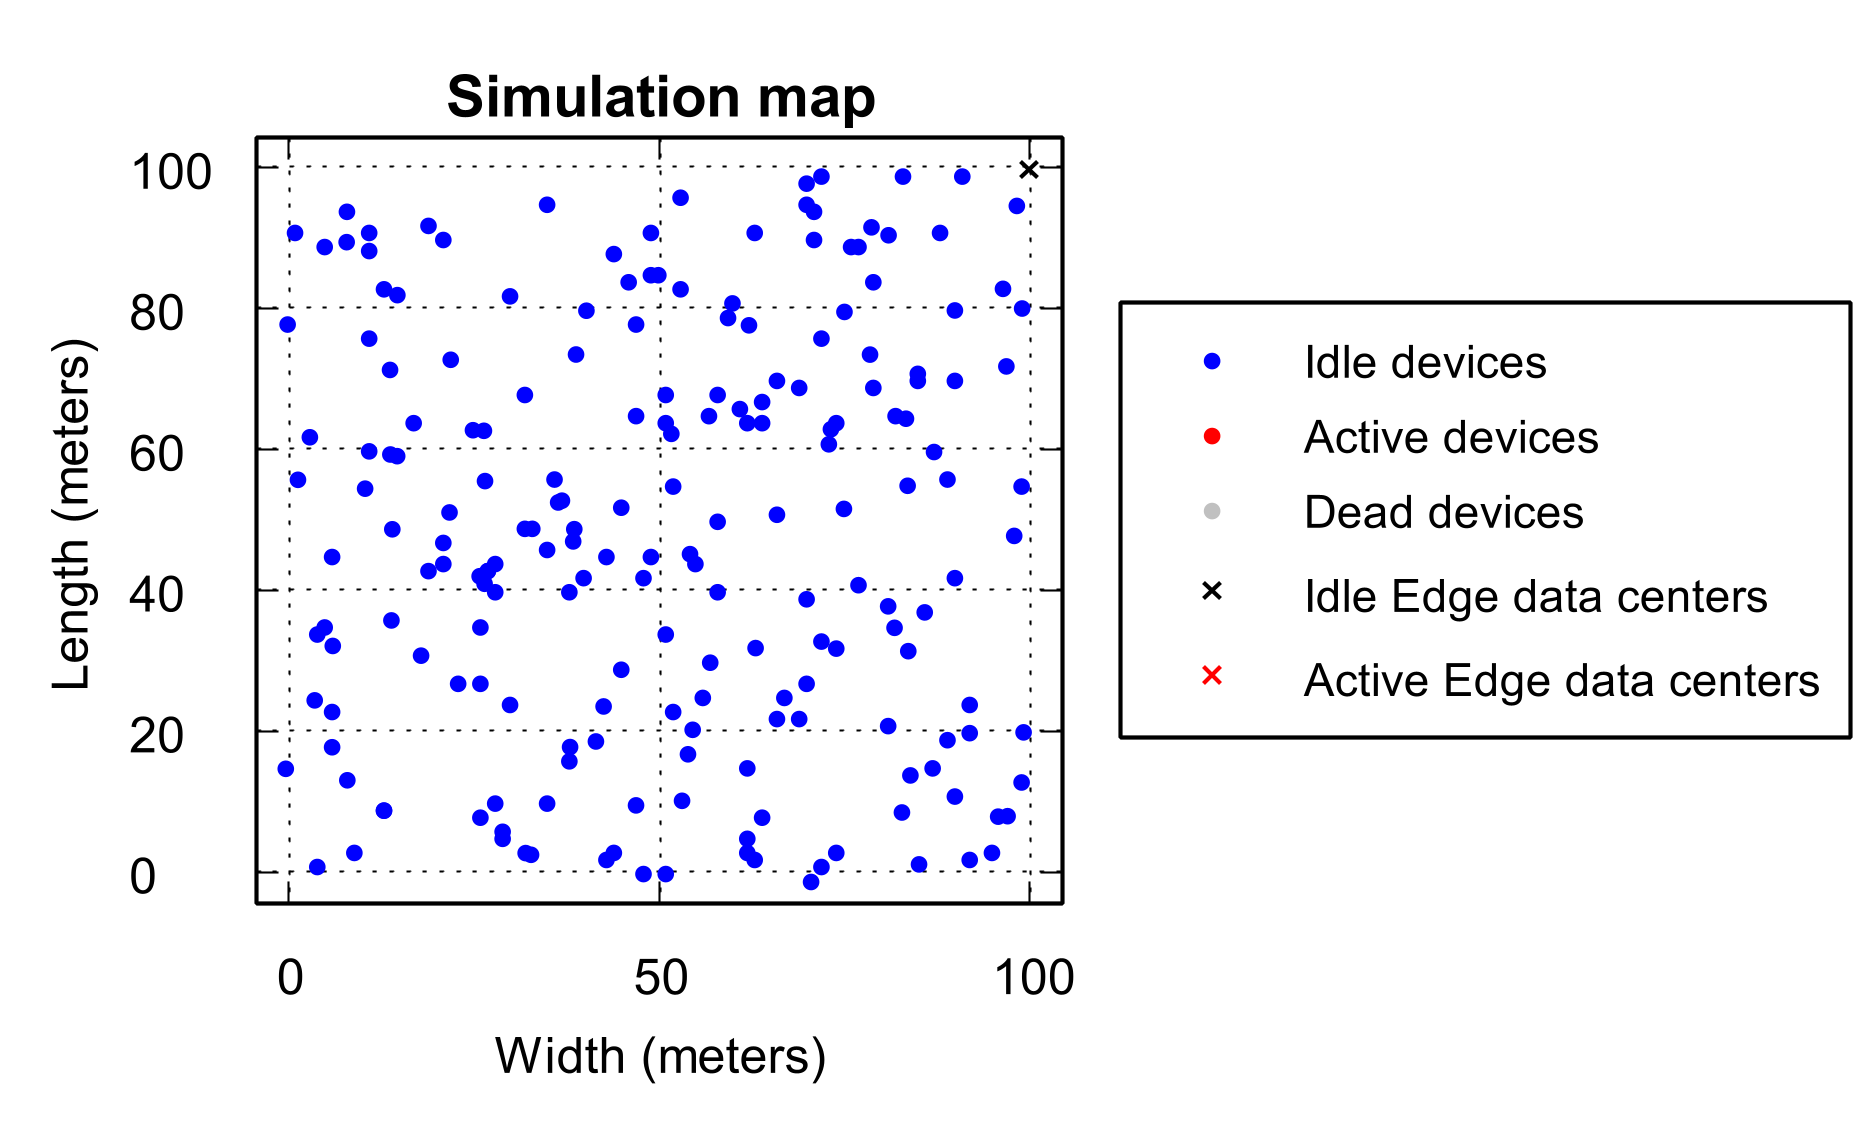 Simulation map
100
80
60
40
20
0
Length (meters)
0 50 100
Width (meters)
Idle devices
Active devices
Dead devices
Idle Edge data centers
Active Edge data centers